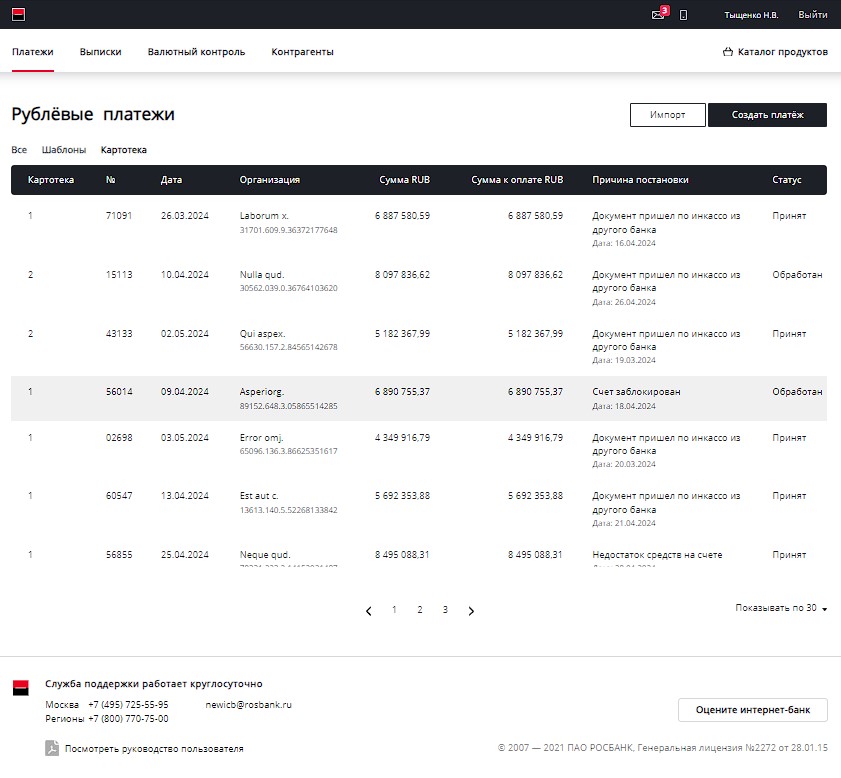 3 Тыщенко Н.В. Выйти
Платежи Выписки Валютный контроль Контрагенты Каталог продуктов
Рублёвые платежи
Импорт Создать платёж
Все Шаблоны Картотека
Картотека № Дата Организация Сумма RUB Сумма к оплате RUB Причина постановки Статус
1 71091 26.03.2024 Laborum x. 6 887 580,59 6 887 580,59 Документ пришел по инкассо из Принят
31701.609.9.36372177648 другого банка
Дата: 16.04.2024
2 15113 10.04.2024 Nulla qud. 8 097 836,62 8 097 836,62 Документ пришел по инкассо из Обработан
30562.039.0.36764103620 другого банка
Дата: 26.04.2024
2 43133 02.05.2024 Qui aspex. 5 182 367,99 5 182 367,99 Документ пришел по инкассо из Принят
56630.157.2.84565142678 другого банка
Дата: 19.03.2024
1 56014 09.04.2024 Asperiorg. 6 890 755,37 6 890 755,37 Счет заблокирован Обработан
89152.648.3.05865514285 Дата: 18.04.2024
1 02698 03.05.2024 Error omj. 4 349 916,79 4 349 916,79 Документ пришел по инкассо из Принят
65096.136.3.86625351617 другого банка
Дата: 20.03.2024
1 60547 13.04.2024 Est aut c. 5 692 353,88 5 692 353,88 Документ пришел по инкассо из Принят
13613.140.5.52268133842 другого банка
Дата: 21.04.2024
1 56855 25.04.2024 Neque qud. 8 495 088,31 8 495 088,31 Недостаток средств на счете Принят
1 2 3 Показывать по 30
Служба поддержки работает круглосуточно
Москва +7 (495) 725-55-95 newicb@rosbank.ru
Регионы +7 (800) 770-75-00
Оцените интернет-банк
Посмотреть руководство пользователя
© 2007 — 2021 ПАО РОСБАНК, Генеральная лицензия №2272 от 28.01.15